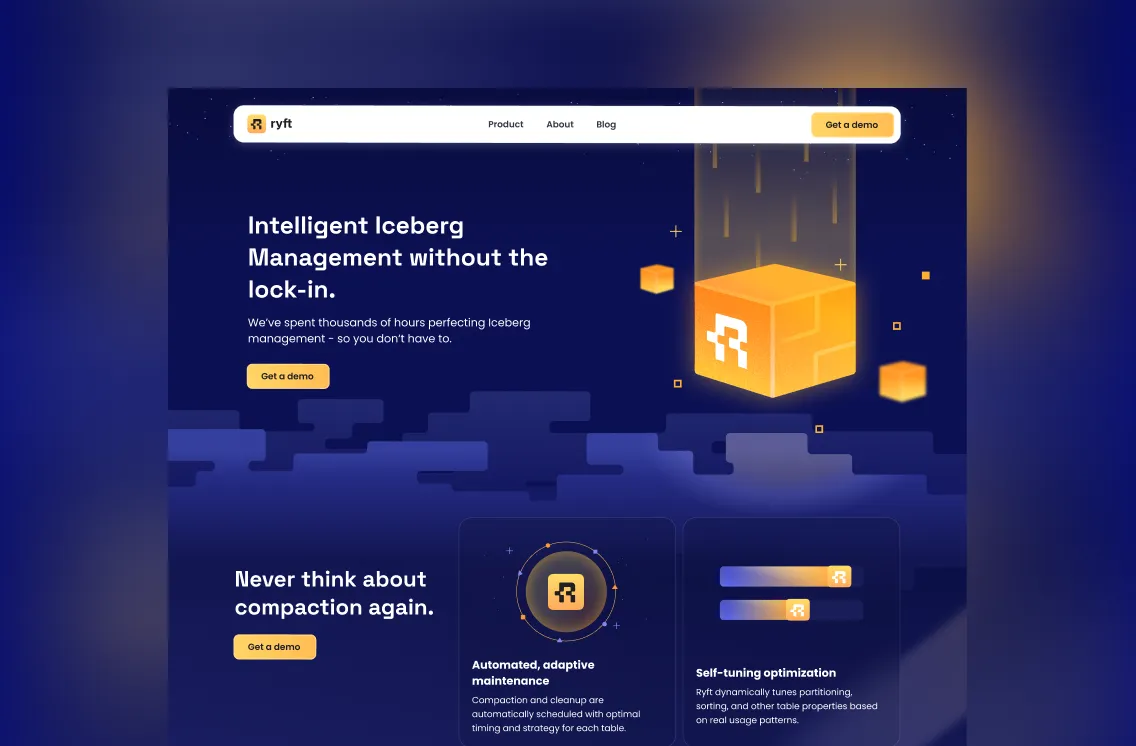 ryft
Product
About
Blog
Get a demo
Intelligent Iceberg
Management without the
lock-in.
We've spent thousands of hours perfecting Iceberg
management - so you don't have to.
Get a demo
Never think about
compaction again.
Get a demo
Automated, adaptive
maintenance
Compaction and cleanup are
automatically scheduled with optimal
timing and strategy for each table.
Self-tuning optimization
Ryft dynamically tunes partitioning,
sorting, and other table properties based
on real usage patterns.